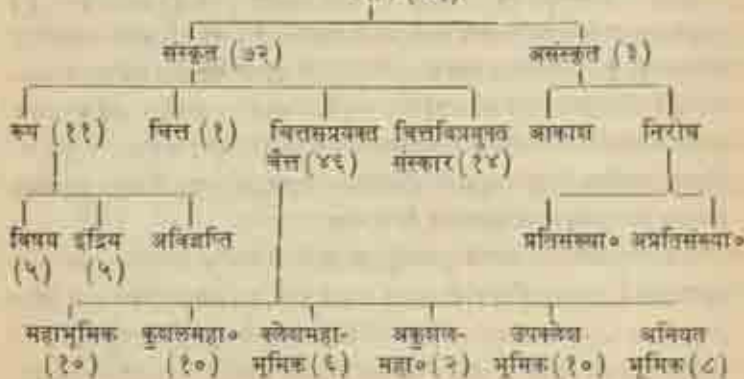 संस्कृत (७२) असंस्कृत (३)
रूप (११) चित्त (१) चित्तसंप्रयुक्त चित्तविप्रयुक्त आकाश निरोध
चैत्त (४६) संस्कार (१४)
विषय इंद्रिय अविज्ञप्ति प्रतिसंख्या० अप्रतिसंख्या०
(५) (५)
महाभूमिक कुशलमहा० क्लेशमहा- अकुशल- उपक्लेश अनियत
(१०) (१०) भूमिक (६) महा० (२) भूमिक (१०) भूमिक (८)